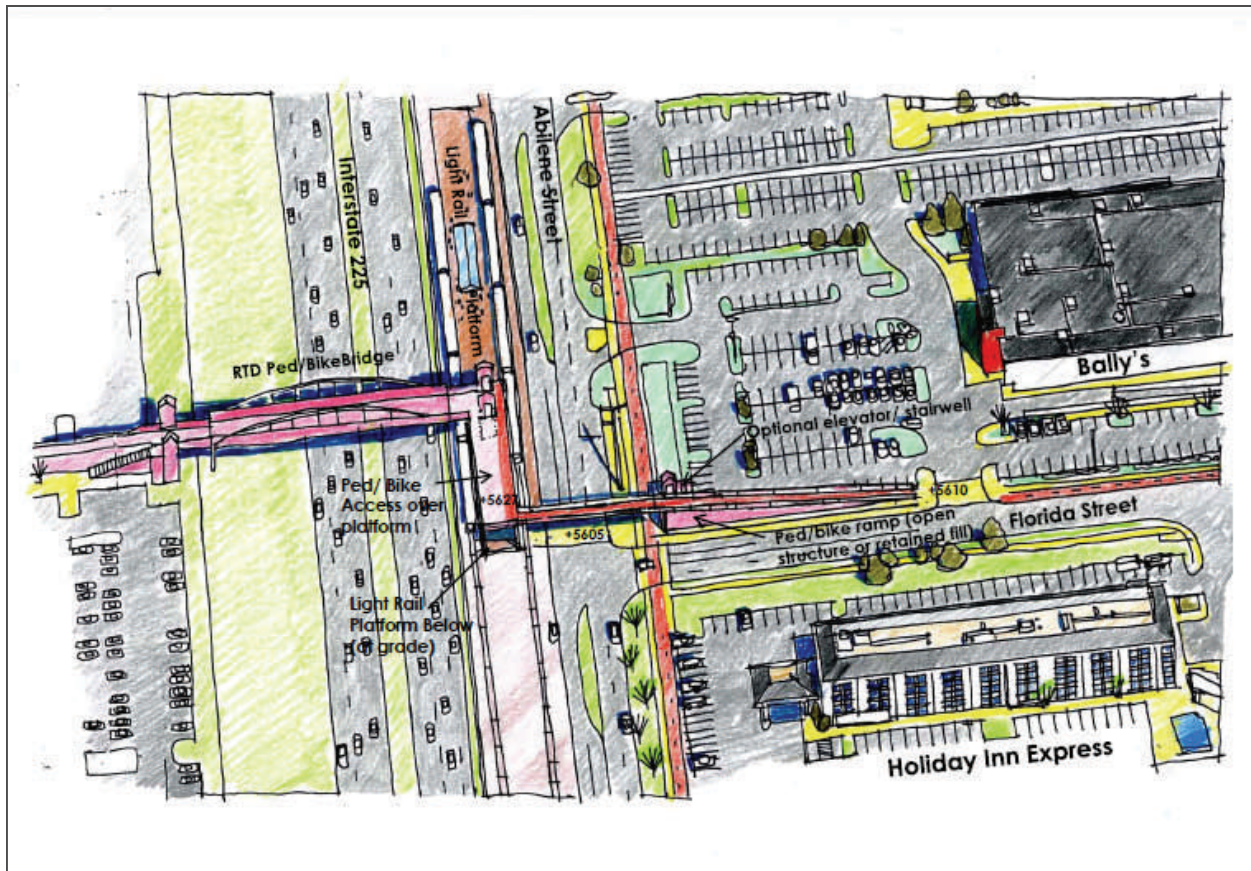 Abilene Street
Light Rail
Platform
Interstate 225
RTD Ped/BikeBridge
Bally's
Optional elevator/ stairwell
Ped/ Bike
Access over
platform
+5627
+5610
+5605
Ped/bike ramp (open
structure or retained fill)
Florida Street
Light Rail
Platform Below
(at grade)
Holiday Inn Express